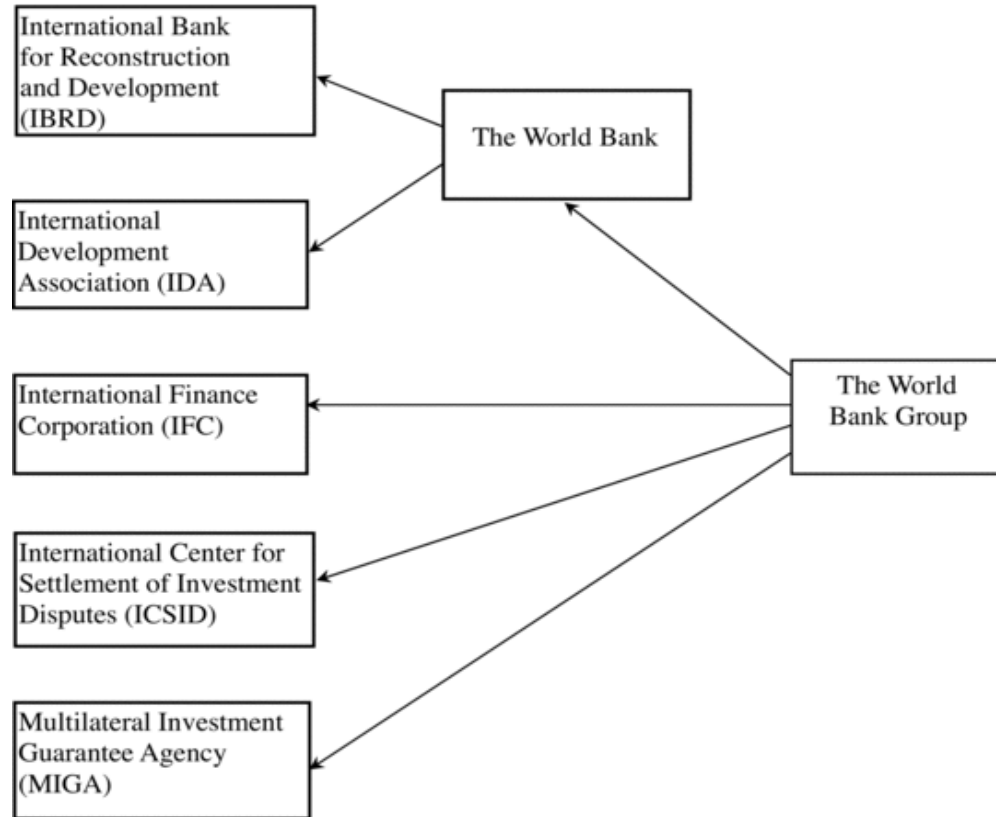 International Bank
for Reconstruction
and Development
(IBRD)
The World Bank
International
Development
Association (IDA)
International Finance
Corporation (IFC)
The World
Bank Group
International Center for
Settlement of Investment
Disputes (ICSID)
Multilateral Investment
Guarantee Agency
(MIGA)